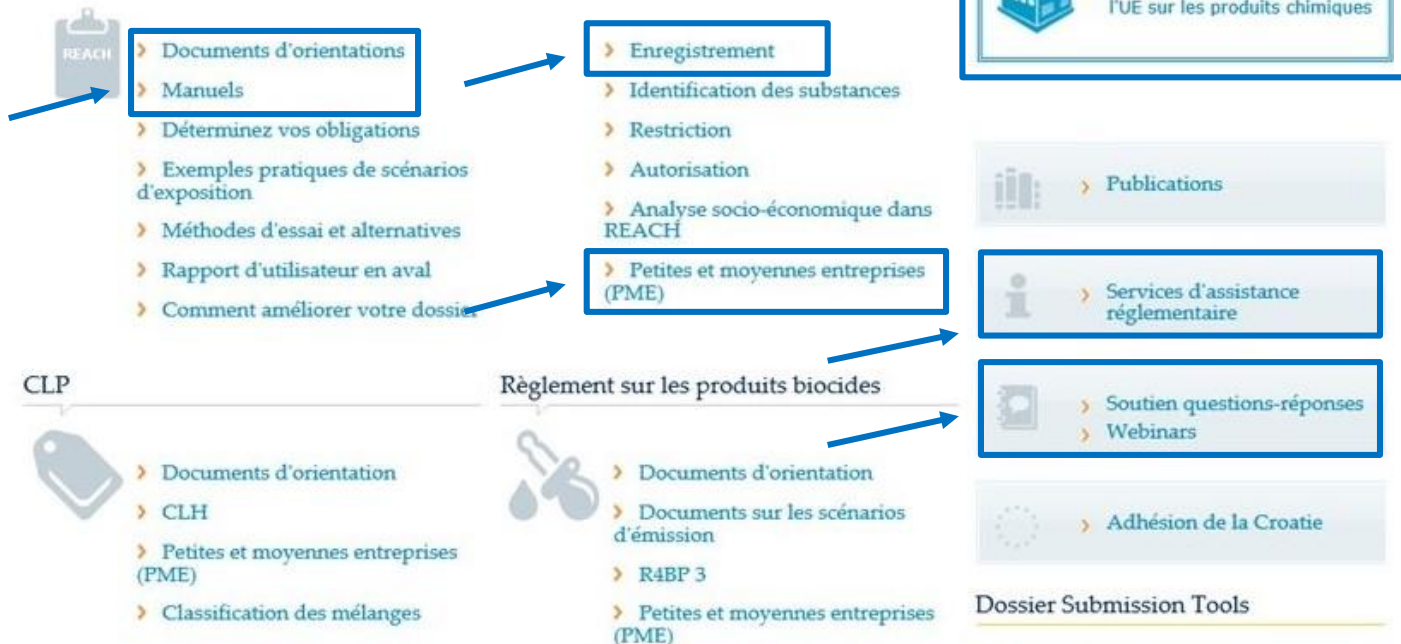 REACH
Documents d'orientations
Manuels
Déterminez vos obligations
Exemples pratiques de scénarios
d'exposition
Méthodes d'essai et alternatives
Rapport d'utilisateur en aval
Comment améliorer votre dossier
Enregistrement
Identification des substances
Restriction
Autorisation
Analyse socio-économique dans
REACH
Petites et moyennes entreprises
(PME)
l'UE sur les produits chimiques
Publications
Services d'assistance
réglementaire
Soutien questions-réponses
Webinars
Adhésion de la Croatie
Dossier Submission Tools
CLP
Documents d'orientation
CLH
Petites et moyennes entreprises
(PME)
Classification des mélanges
Règlement sur les produits biocides
Documents d'orientation
Documents sur les scénarios
d'émission
R4BP 3
Petites et moyennes entreprises
(PME)